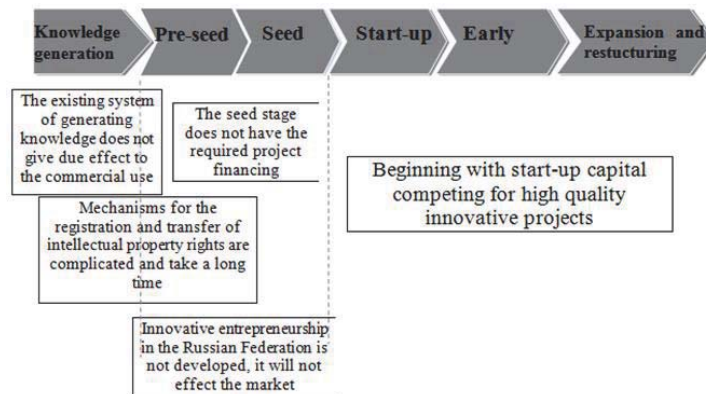 Knowledge
generation
Pre-seed
Seed
Start-up
Early
Expansion and
restucturing
The existing system
of generating
knowledge does not
give due effect to
the commercial use
The seed stage
does not have the
required project
financing
Beginning with start-up capital
competing for high quality
innovative projects
Mechanisms for the
registration and transfer of
intellectual property rights are
complicated and take a long
time
Innovative entrepreneurship
in the Russian Federation is
not developed, it will not
effect the market